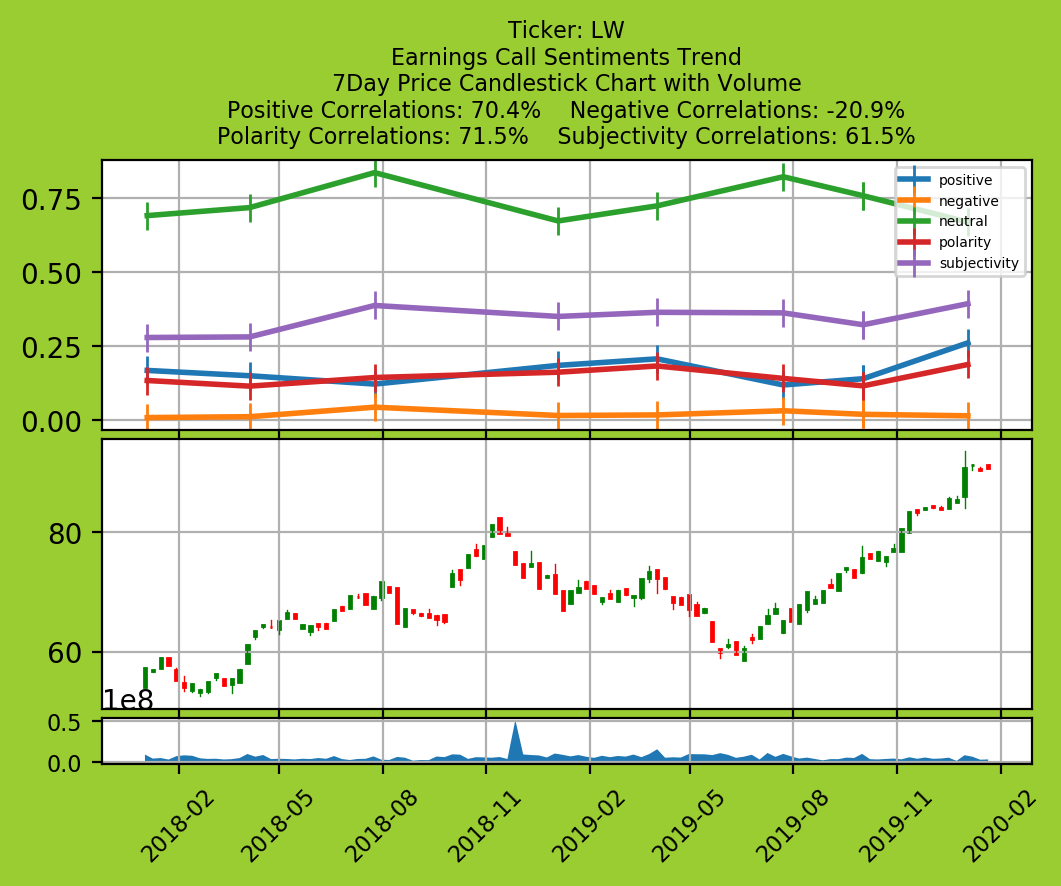 Ticker: LW
Earnings Call Sentiments Trend
7Day Price Candlestick Chart with Volume
Positive Correlations: 70.4%    Negative Correlations: -20.9%
Polarity Correlations: 71.5%    Subjectivity Correlations: 61.5%
0.75
0.50
0.25
0.00
positive
negative
neutral
polarity
subjectivity
80
60
1e8
0.5
0.0
2018-02
2018-05
2018-08
2018-11
2019-02
2019-05
2019-08
2019-11
2020-02